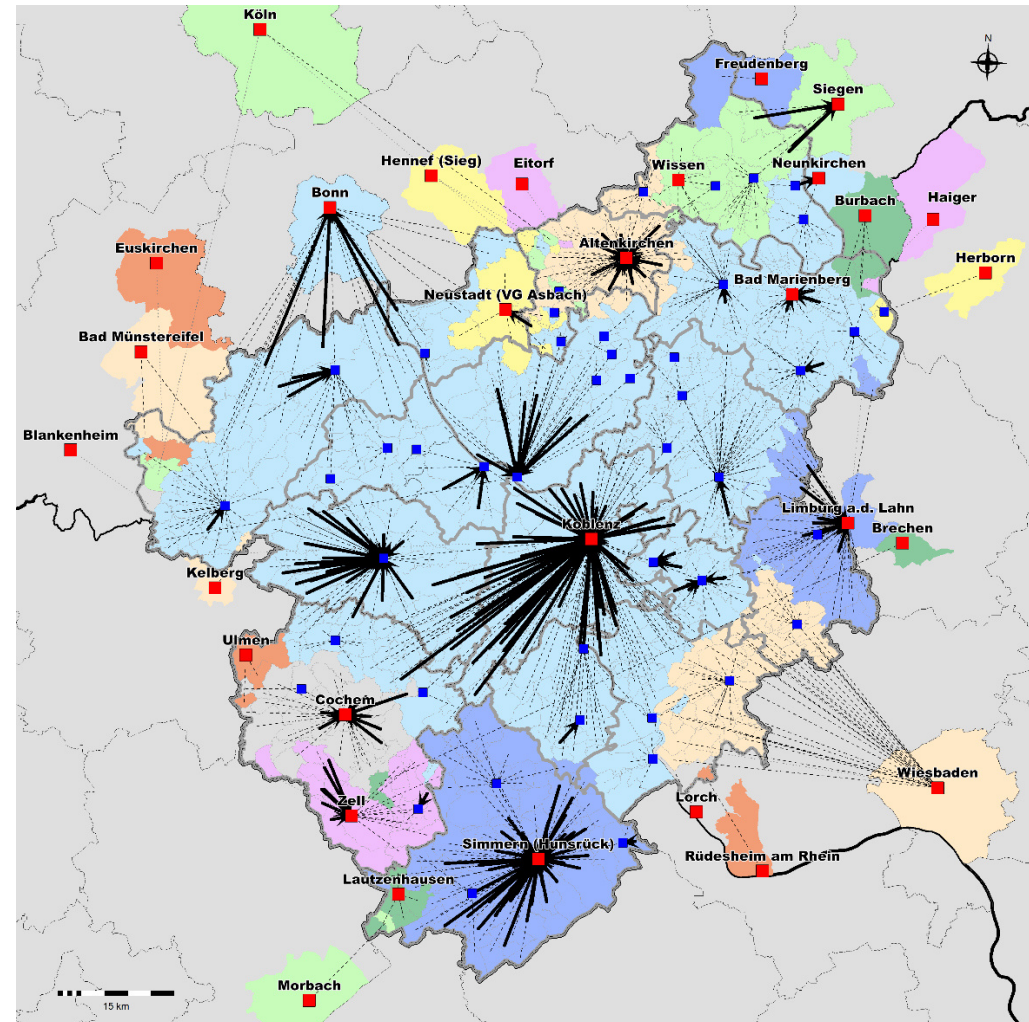 Köln
N
Freudenberg
Siegen
Hennef (Sieg)
Eitorf
Wissen
Neunkirchen
Bonn
Burbach
Haiger
Euskirchen
Altenkirchen
Herborn
Bad Marienberg
Neustadt (VG Asbach)
Bad Münstereifel
Blankenheim
Limburg a.d. Lahn
Koblenz
Brechen
Kelberg
Ulmen
Cochem
Wiesbaden
Zell
Lorch
Simmern (Hunsrück)
Rüdesheim am Rhein
Lautzenhausen
Morbach
15 km